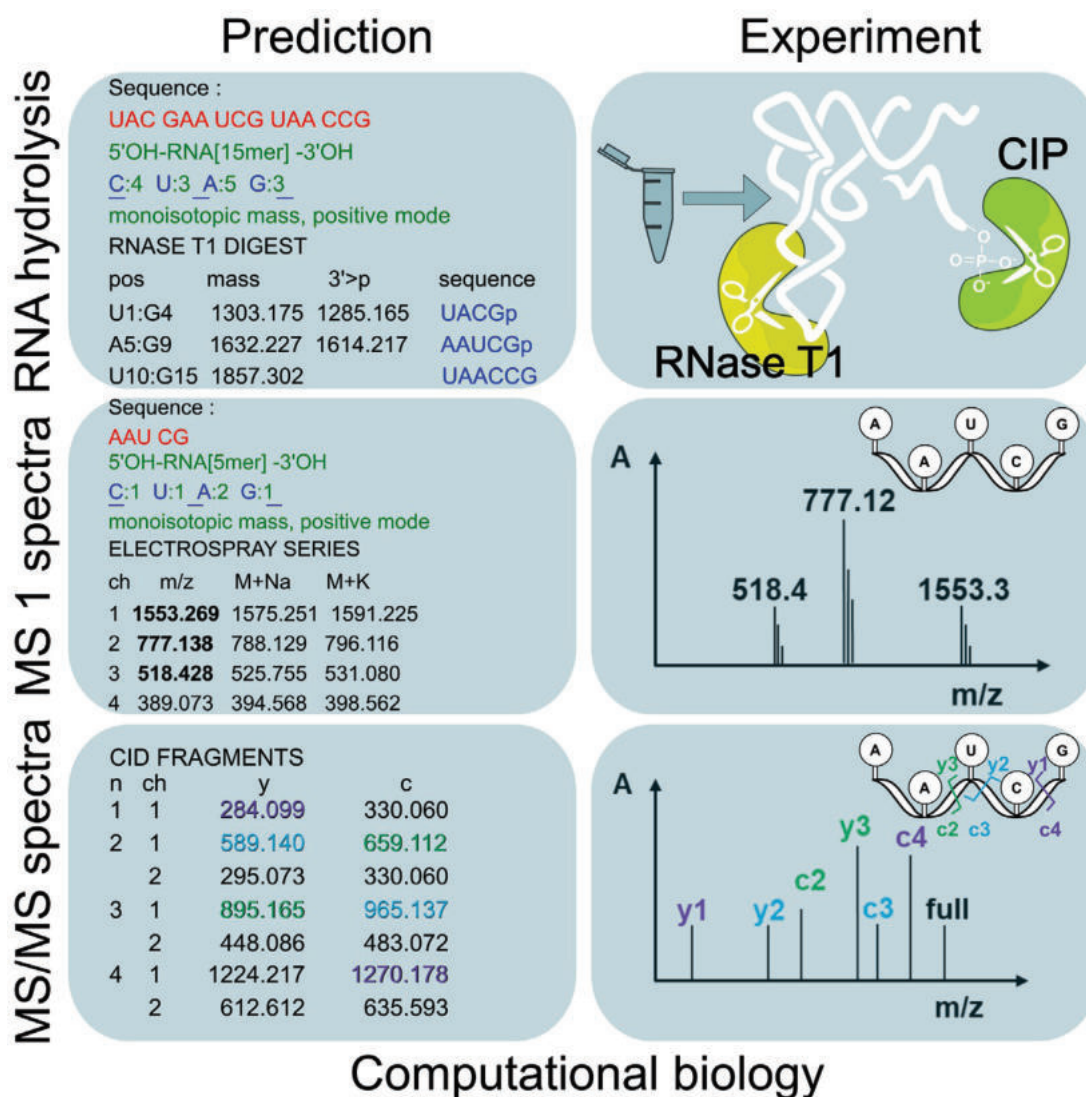 Prediction
Experiment
RNA hydrolysis
Sequence :
UAC GAA UCG UAA CCG
5'OH-RNA[15mer] -3'OH
C:4 U:3 A:5 G:3
monoisotopic mass, positive mode
RNASE T1 DIGEST
pos mass 3'>p sequence
U1:G4 1303.175 1285.165 UACGp
A5:G9 1632.227 1614.217 AAUCGp
U10:G15 1857.302 UAACCG
CIP
O
O=P-O-
O-
RNase T1
MS 1 spectra
Sequence :
AAU CG
5'OH-RNA[5mer] -3'OH
C:1 U:1 A:2 G:1
monoisotopic mass, positive mode
ELECTROSPRAY SERIES
ch m/z M+Na M+K
1 1553.269 1575.251 1591.225
2 777.138 788.129 796.116
3 518.428 525.755 531.080
4 389.073 394.568 398.562
A U G
A C
A
777.12
518.4
1553.3
m/z
MS/MS spectra
CID FRAGMENTS
n ch y c
1 1 284.099 330.060
2 1 589.140 659.112
2 295.073 330.060
3 1 895.165 965.137
2 448.086 483.072
4 1 1224.217 1270.178
2 612.612 635.593
A U G
y3 y2 y1
A C
c2 c3 c4
A
y3
c4
c2
y1
y2
c3
full
m/z
Computational biology